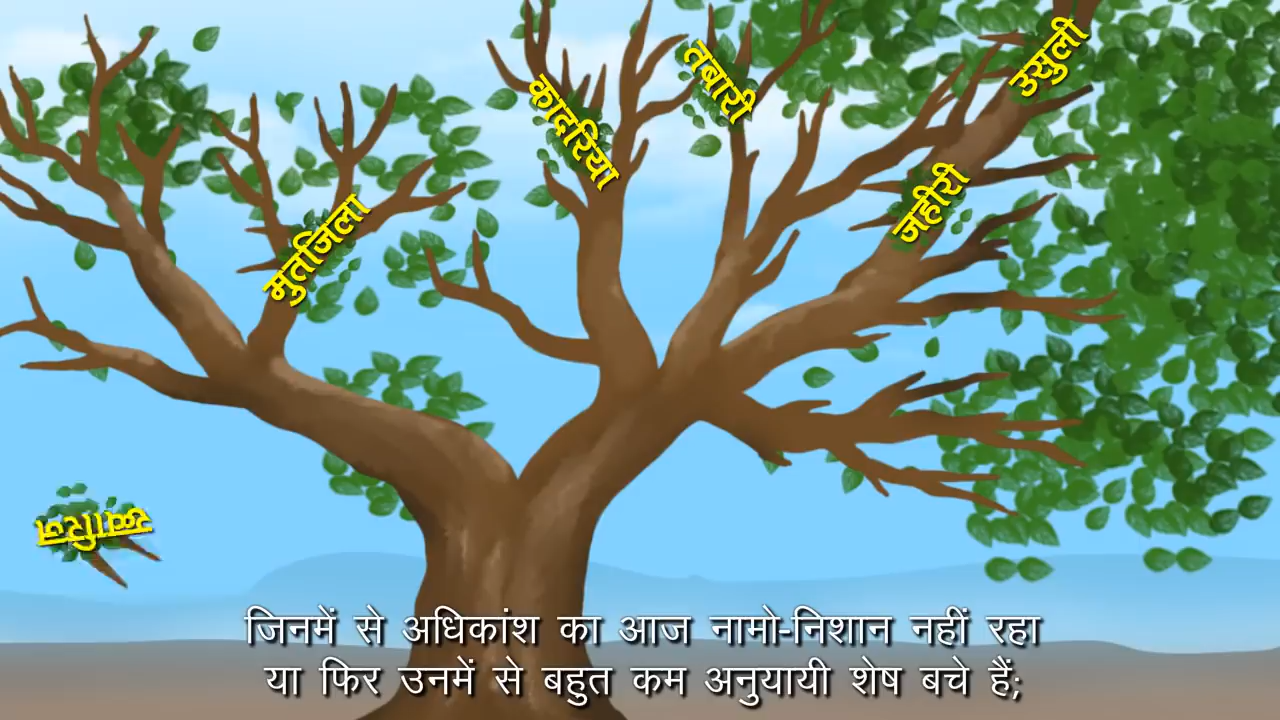 उसुली
तबारी
कादरिया
जहीरी
मुतजिला
ख्वारिज
जिनमें से अधिकांश का आज नामो-निशान नहीं रहा
या फिर उनमें से बहुत कम अनुयायी शेष बचे हैं;